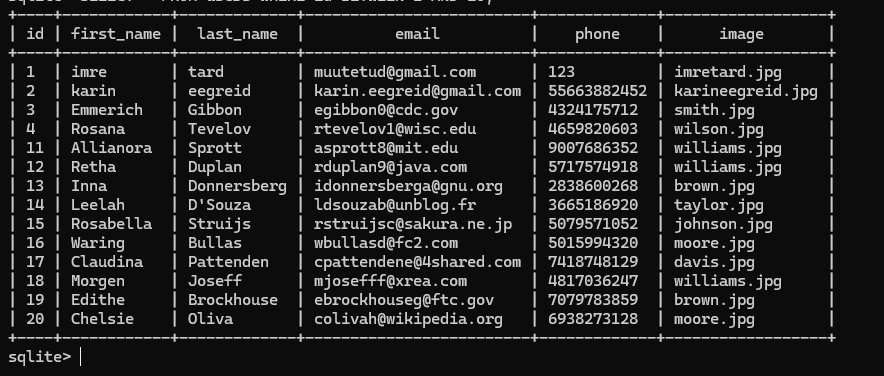 | id | first_name | last_name | email | phone | image |
| 1 | imre | tard | muutetud@gmail.com | 123 | imretard.jpg |
| 2 | karin | eegreid | karin.eegreid@gmail.com | 55663882452 | karineegreid.jpg |
| 3 | Emmerich | Gibbon | egibbon0@cdc.gov | 4324175712 | smith.jpg |
| 4 | Rosana | Tevelov | rtevelov1@wisc.edu | 4659820603 | wilson.jpg |
| 11 | Allianora | Sprott | asprott8@mit.edu | 9007686352 | williams.jpg |
| 12 | Retha | Duplan | rduplan9@java.com | 5717574918 | williams.jpg |
| 13 | Inna | Donnersberg | idonnersberga@gnu.org | 2838600268 | brown.jpg |
| 14 | Leelah | D'Souza | ldsouzab@unblog.fr | 3665186920 | taylor.jpg |
| 15 | Rosabella | Struijs | rstruijsc@sakura.ne.jp | 5079571052 | johnson.jpg |
| 16 | Waring | Bullas | wbullasd@fc2.com | 5015994320 | moore.jpg |
| 17 | Claudina | Pattenden | cpattendene@4shared.com | 7418748129 | davis.jpg |
| 18 | Morgen | Joseff | mjosefff@xrea.com | 4817036247 | williams.jpg |
| 19 | Edithe | Brockhouse | ebrockhouseg@ftc.gov | 7079783859 | brown.jpg |
| 20 | Chelsie | Oliva | colivah@wikipedia.org | 6938273128 | moore.jpg |
sqlite>